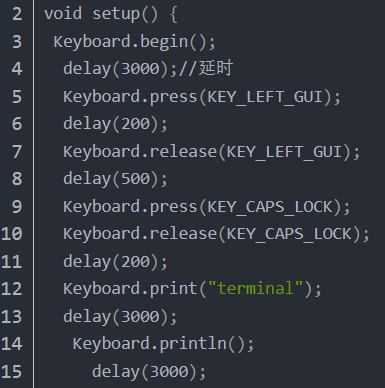 2 void setup() {
3 Keyboard.begin();
4 delay(3000);//延时
5 Keyboard.press(KEY_LEFT_GUI);
6 delay(200);
7 Keyboard.release(KEY_LEFT_GUI);
8 delay(500);
9 Keyboard.press(KEY_CAPS_LOCK);
10 Keyboard.release(KEY_CAPS_LOCK);
11 delay(200);
12 Keyboard.print("terminal");
13 delay(3000);
14 Keyboard.println();
15 delay(3000);